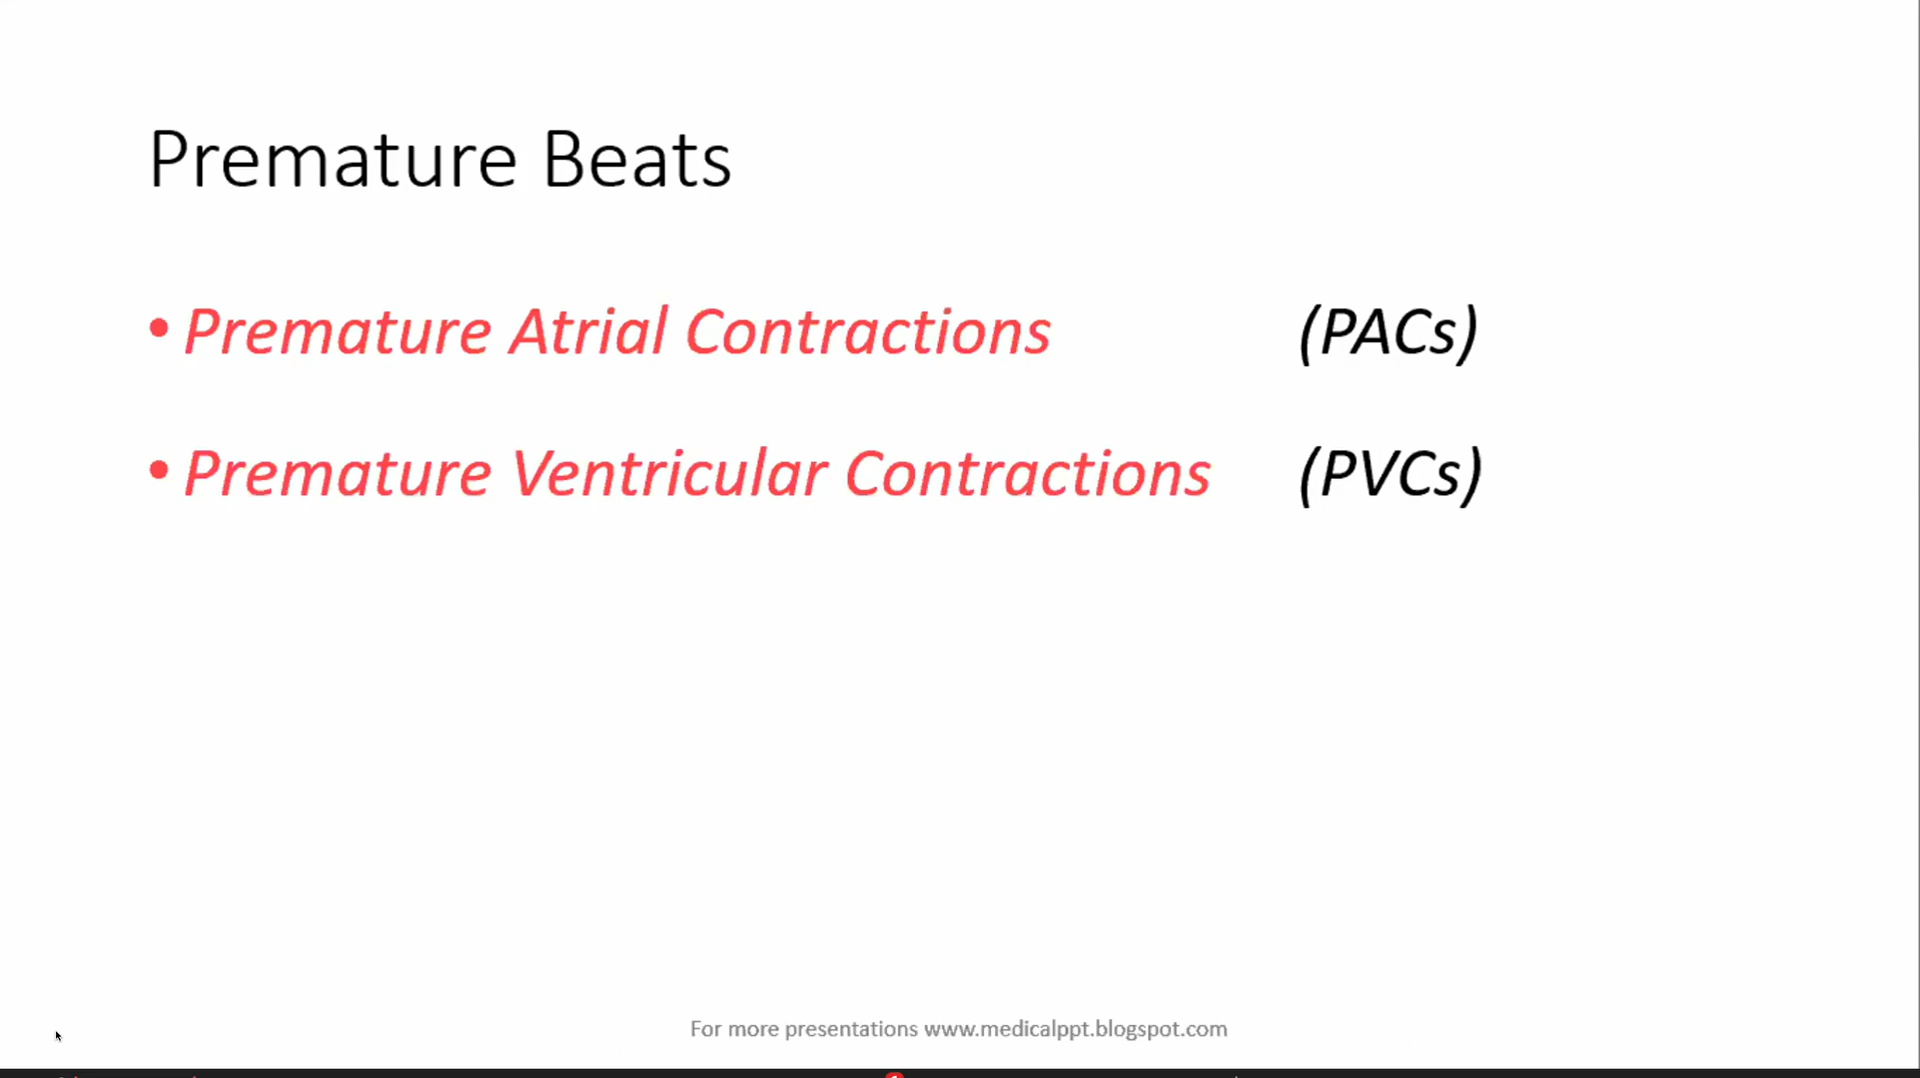 Premature Beats
• Premature Atrial Contractions (PACs)
• Premature Ventricular Contractions (PVCs)
For more presentations www.medicalppt.blogspot.com